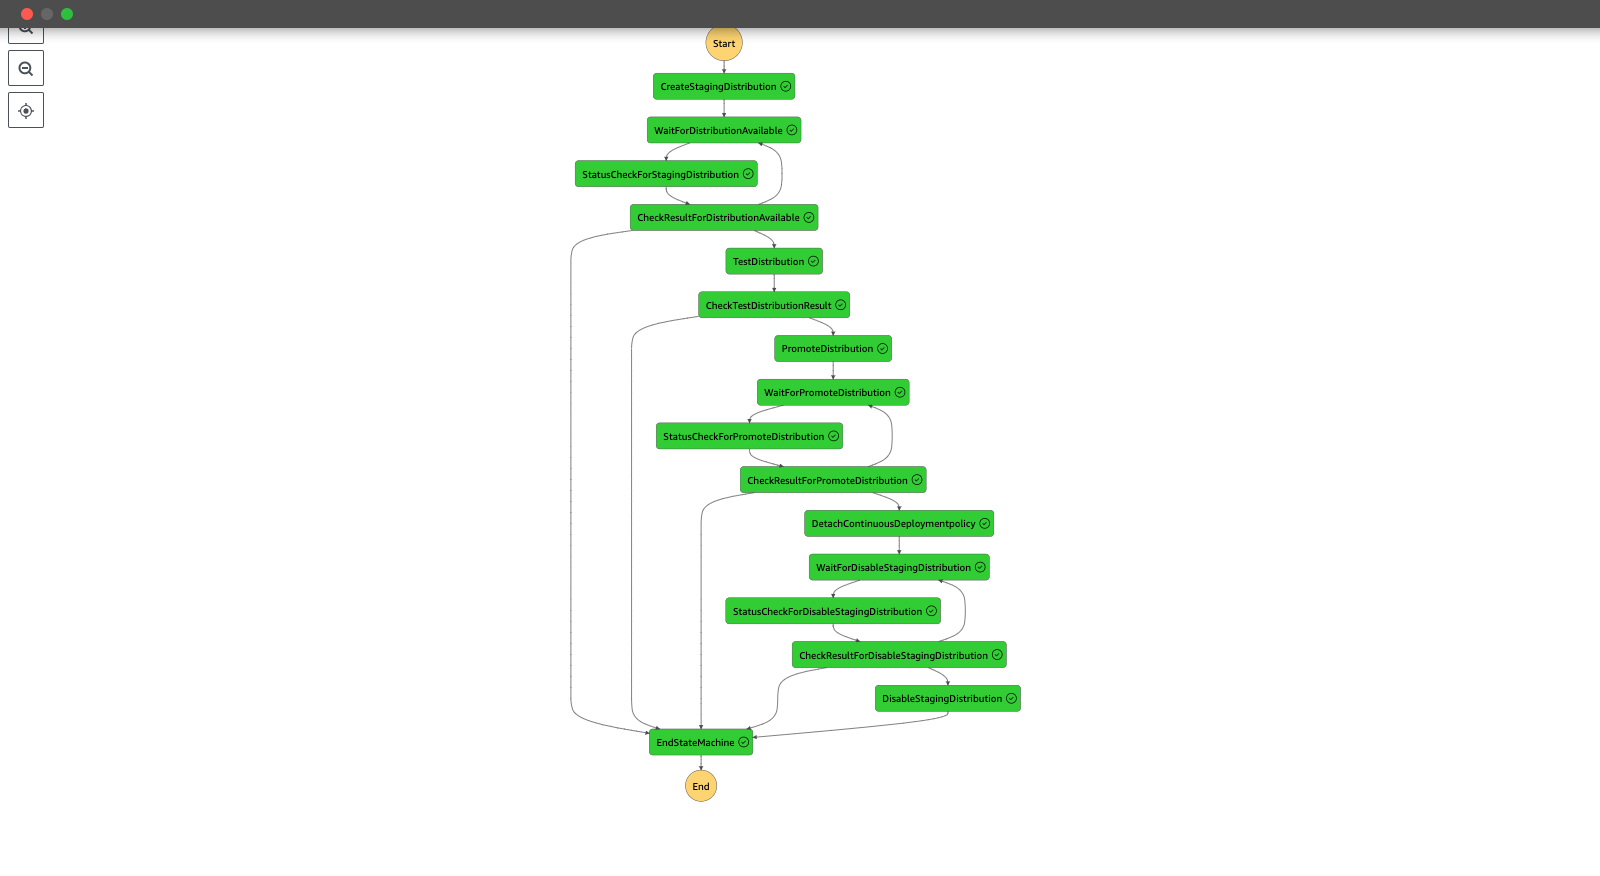 Start
CreateStagingDistribution
WaitForDistributionAvailable
StatusCheckForStagingDistribution
CheckResultForDistributionAvailable
TestDistribution
CheckTestDistributionResult
PromoteDistribution
WaitForPromoteDistribution
StatusCheckForPromoteDistribution
CheckResultForPromoteDistribution
DetachContinuousDeploymentpolicy
WaitForDisableStagingDistribution
StatusCheckForDisableStagingDistribution
CheckResultForDisableStagingDistribution
DisableStagingDistribution
EndStateMachine
End